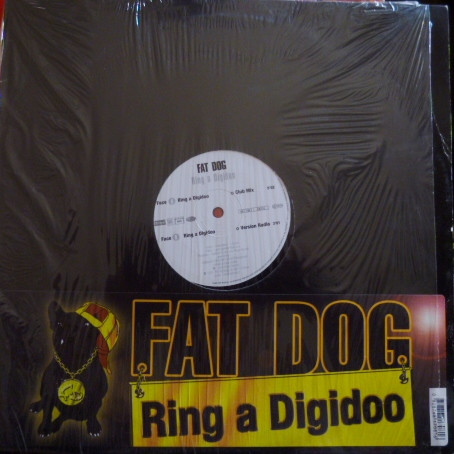 FAT DOG
Ring a Digidoo
Face
Ring a Digidoo
Club Mix
Face
Ring a Digidoo
Version Radio
FAT DOG
Ring a Digidoo